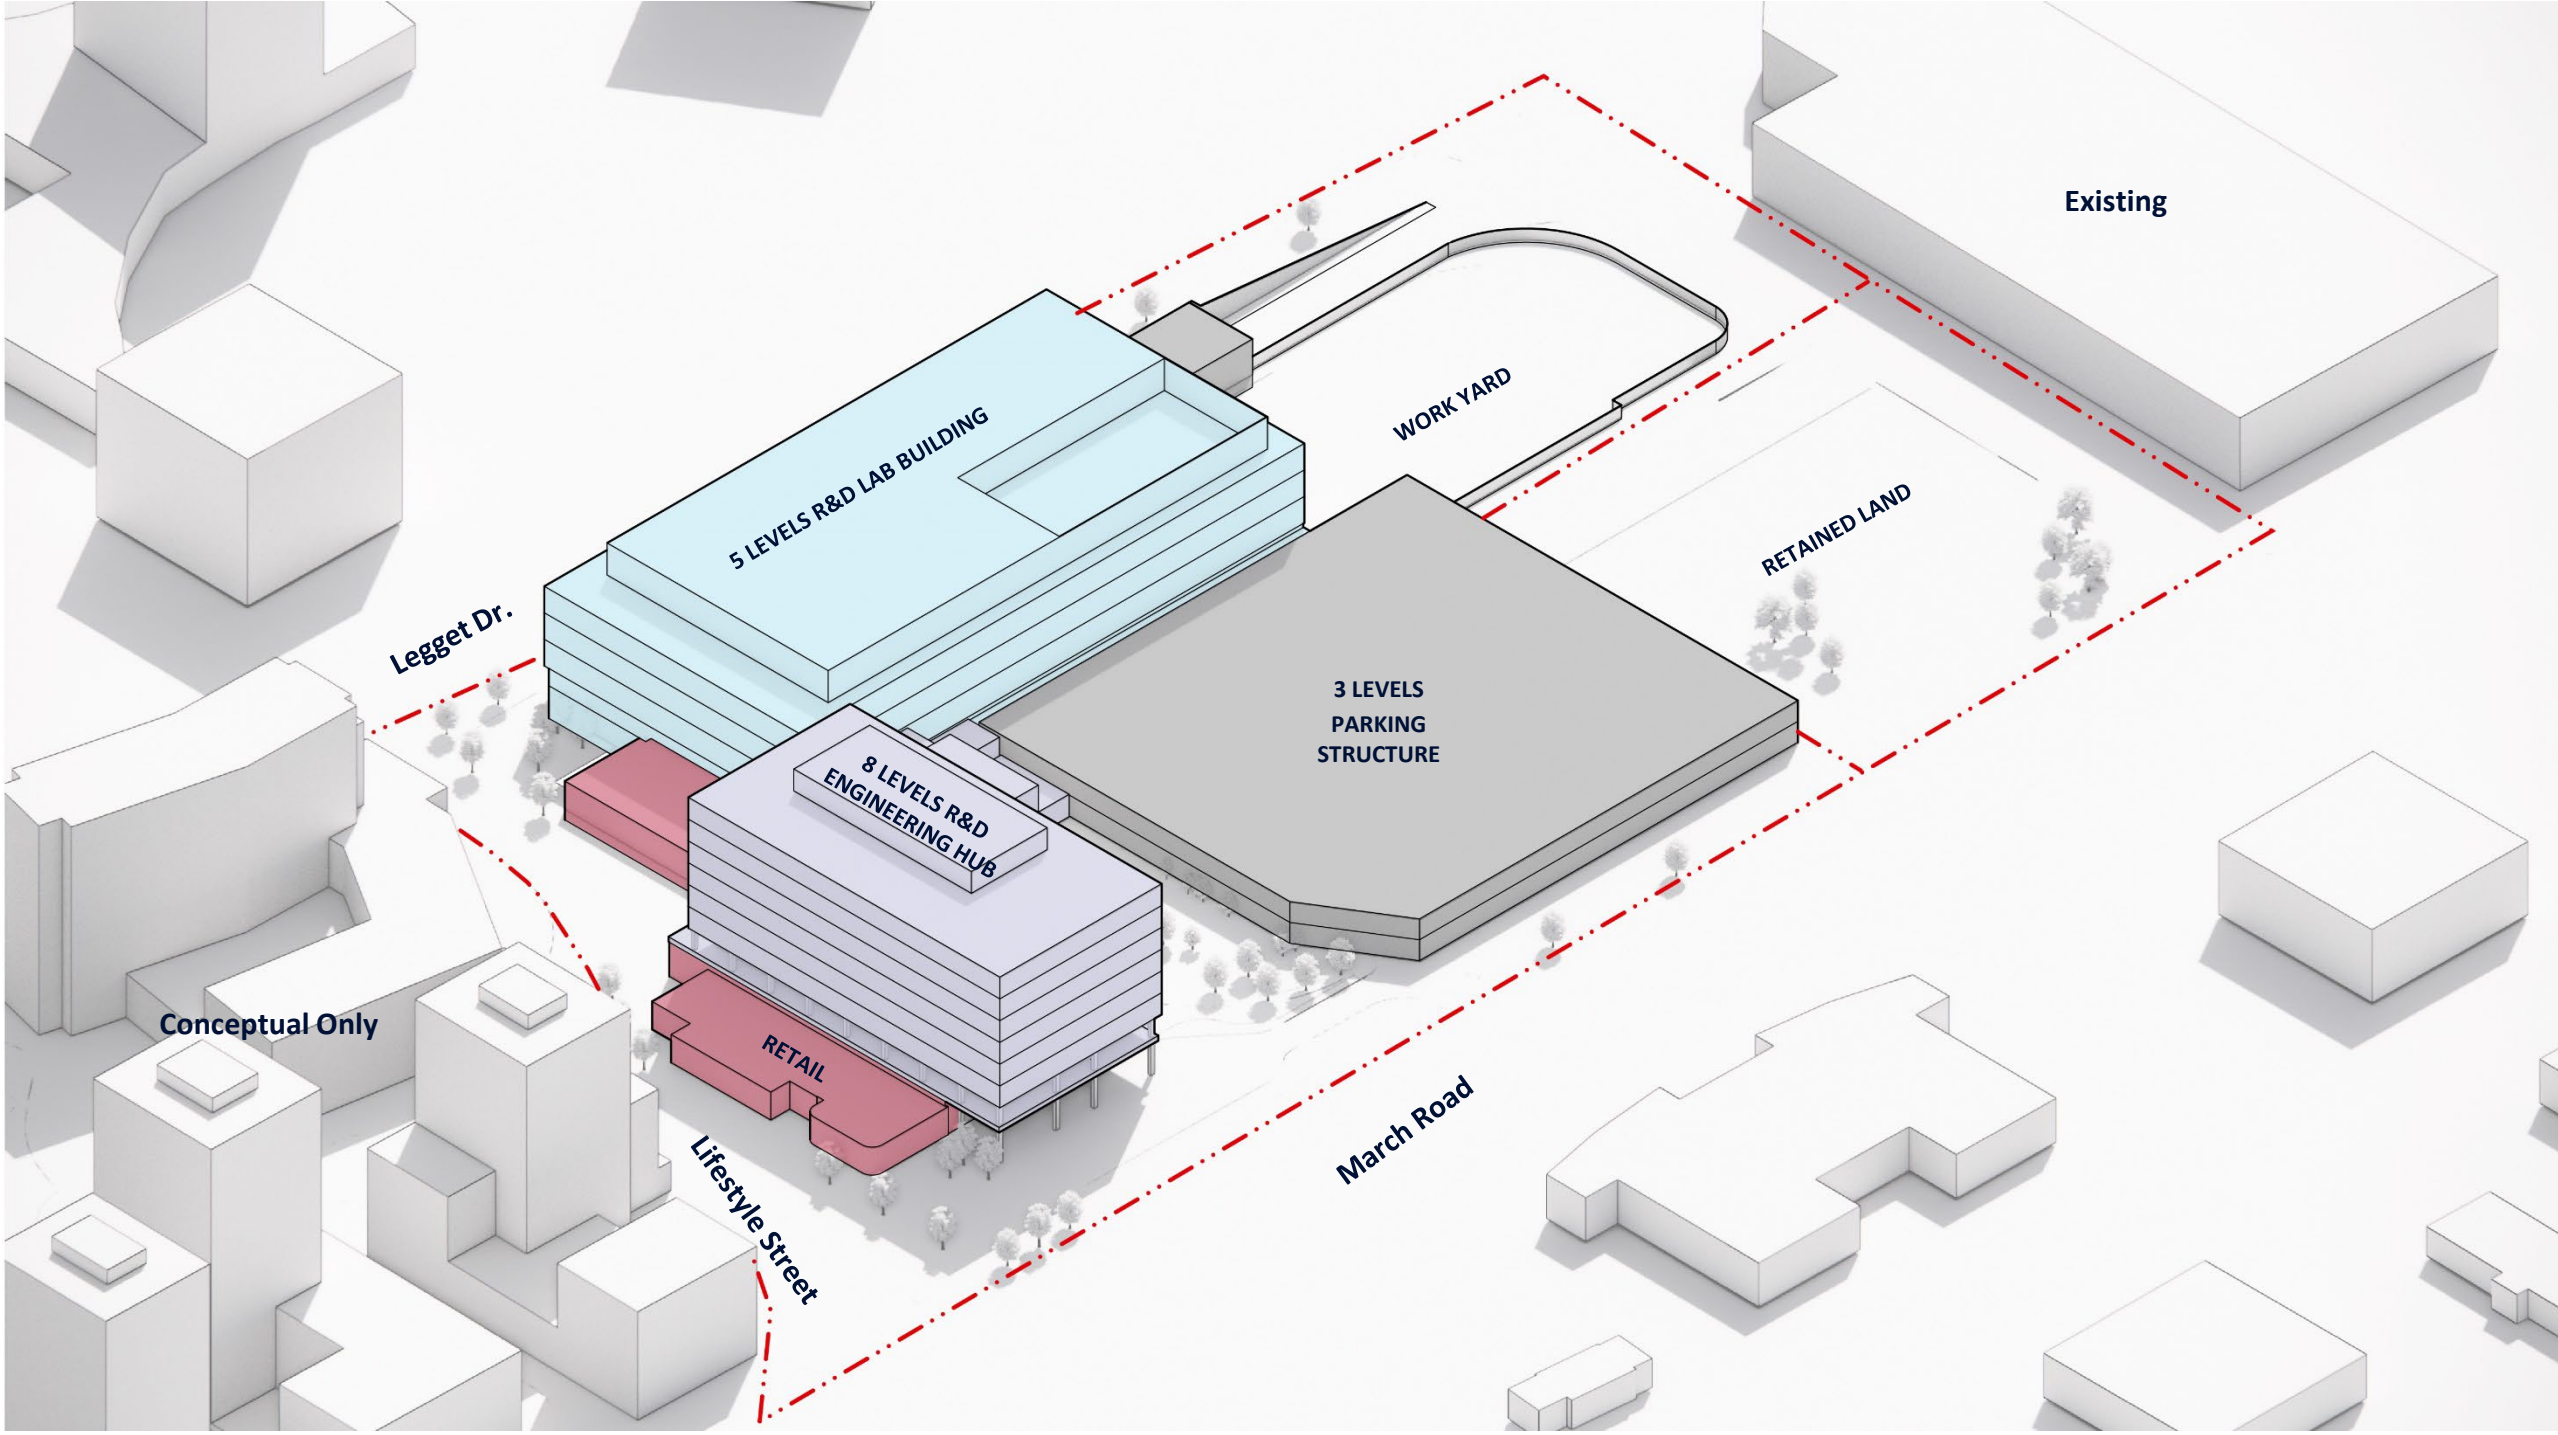 Existing
WORK YARD
5 LEVELS R&D LAB BUILDING
RETAINED LAND
Legget Dr.
3 LEVELS
PARKING
STRUCTURE
8 LEVELS R&D
ENGINEERING HUB
Conceptual Only
RETAIL
March Road
Lifestyle Street